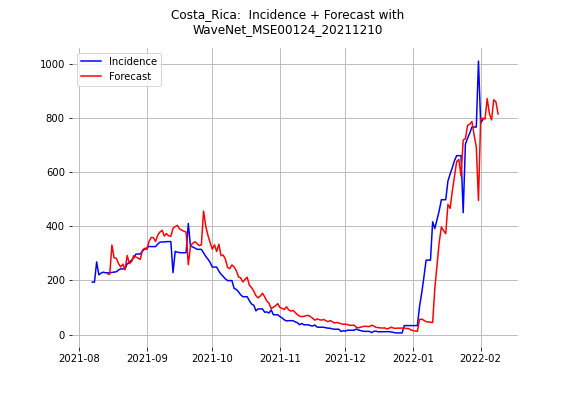 Costa_Rica:  Incidence + Forecast with
WaveNet_MSE00124_20211210
Incidence
Forecast
1000
800
600
400
200
0
2021-08 2021-09 2021-10 2021-11 2021-12 2022-01 2022-02